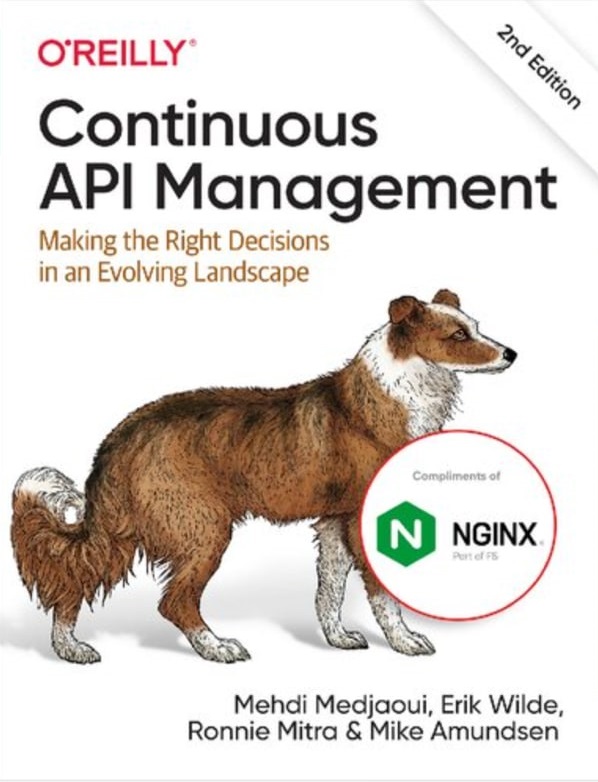 O'REILLY®
2nd Edition
Continuous
API Management
Making the Right Decisions
in an Evolving Landscape
Compliments of
N
NGINX
Part of F5
Mehdi Medjaoui, Erik Wilde,
Ronnie Mitra & Mike Amundsen